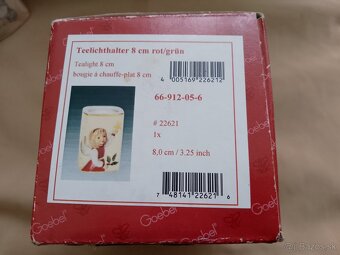 Teelichthalter 8 cm rot/grün
Tealight 8 cm
bougie à chauffe-plat 8 cm
4 005169 226212
66-912-05-6
# 22621
1x
8,0 cm / 3.25 inch
7 48141 22621 6
Goebel
Goebel